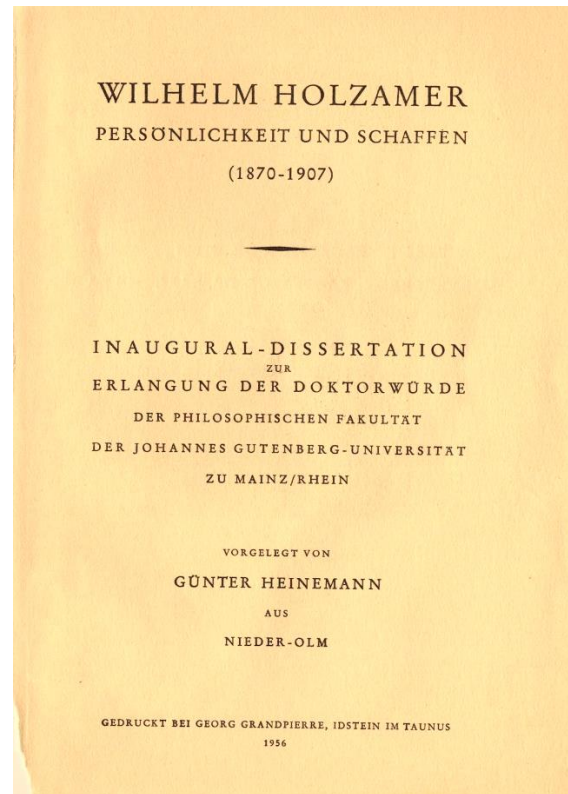 WILHELM HOLZAMER
PERSÖNLICHKEIT UND SCHAFFEN
(1870-1907)
INAUGURAL-DISSERTATION
ZUR
ERLANGUNG DER DOKTORWÜRDE
DER PHILOSOPHISCHEN FAKULTÄT
DER JOHANNES GUTENBERG-UNIVERSITÄT
ZU MAINZ/RHEIN
VORGELEGT VON
GÜNTER HEINEMANN
AUS
NIEDER-OLM
GEDRUCKT BEI GEORG GRANDPIERRE, IDSTEIN IM TAUNUS
1956